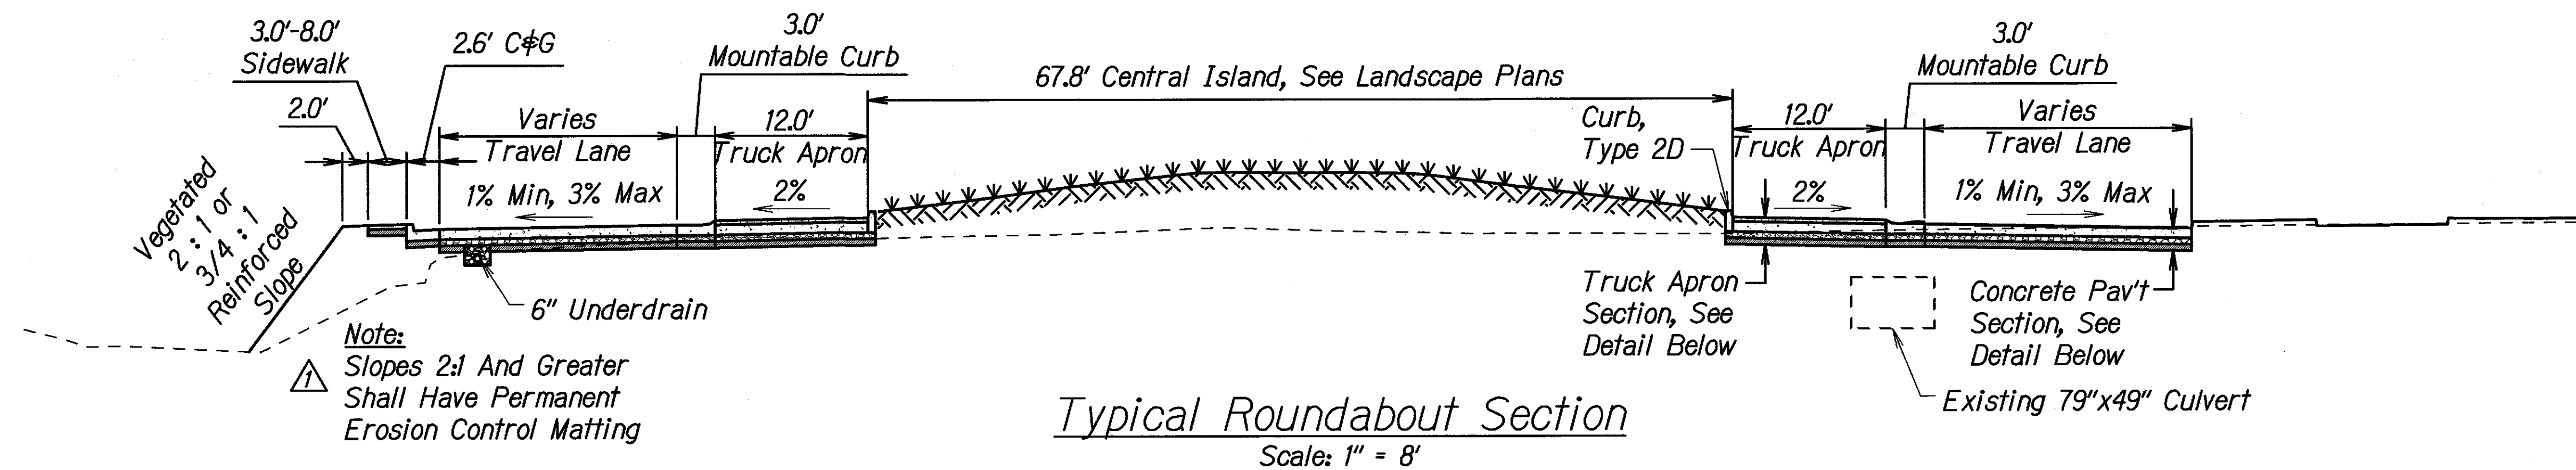 3.0'-8.0'
Sidewalk
2.6' C&G
3.0'
Mountable Curb
67.8' Central Island, See Landscape Plans
3.0'
Mountable Curb
2.0'
Varies
Travel Lane
12.0'
Truck Apron
Curb,
Type 2D
12.0'
Truck Apron
Varies
Travel Lane
1% Min, 3% Max
2%
2%
1% Min, 3% Max
Vegetated
2 : 1 or
3/4 : 1
Reinforced
Slope
6" Underdrain
Truck Apron
Section, See
Detail Below
Concrete Pav't
Section, See
Detail Below
Existing 79"x49" Culvert
Note:
1
Slopes 2:1 And Greater
Shall Have Permanent
Erosion Control Matting
Typical Roundabout Section
Scale: 1" = 8'